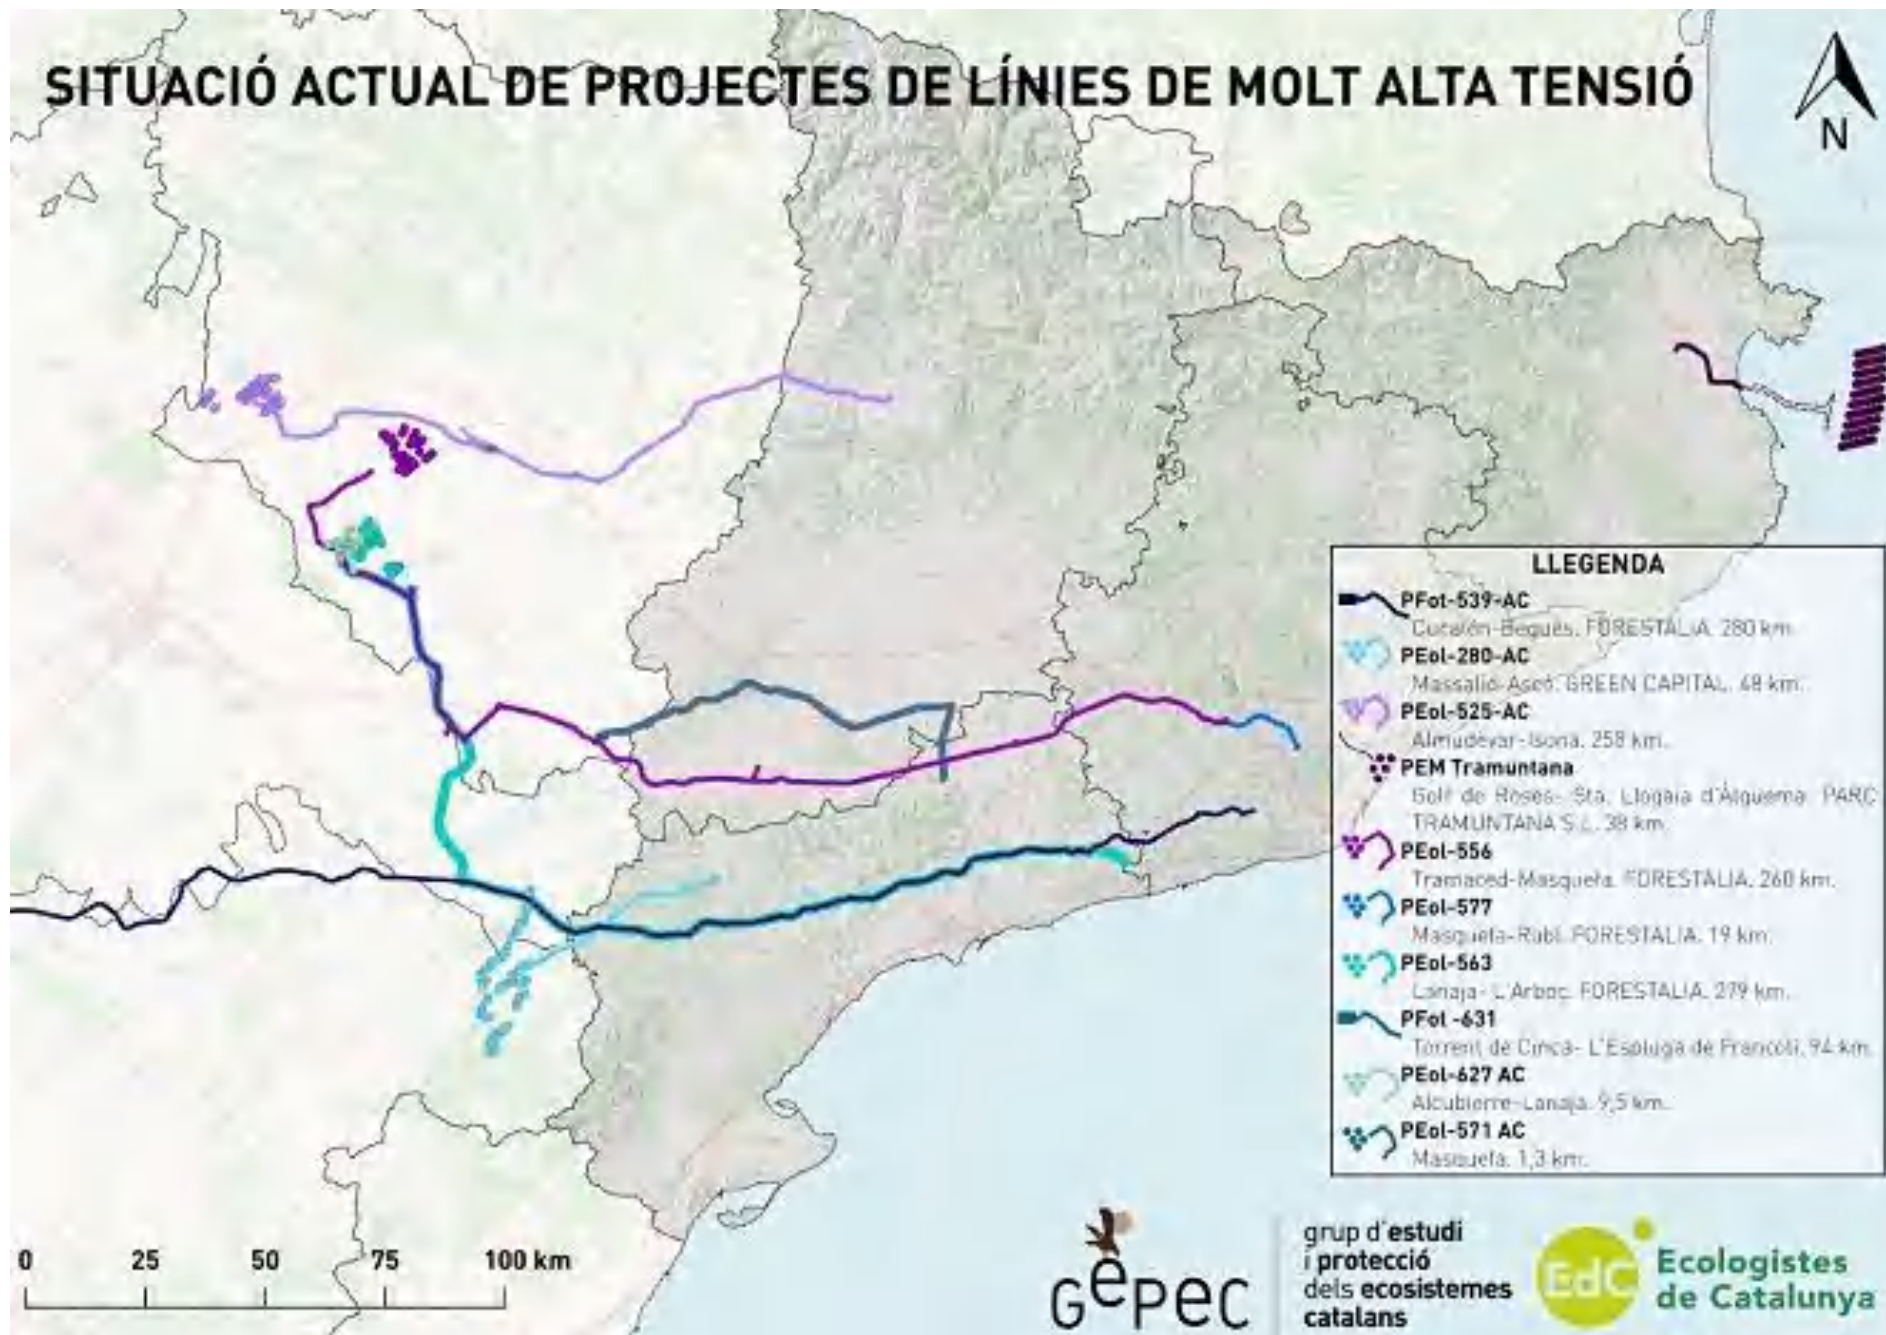 SITUACIÓ ACTUAL DE PROJECTES DE LÍNIES DE MOLT ALTA TENSIÓ
N
LLEGENDA
PFot-539-AC
Cucalón-Begues. FORESTALIA. 280 km.
PEol-280-AC
Massalió-Ascó. GREEN CAPITAL. 48 km.
PEol-525-AC
Almudévar-Isona. 258 km.
PEM Tramuntana
Golf de Roses- Sta. Llogaia d'Àlguema. PARC
TRAMUNTANA S.L. 38 km.
PEol-556
Tramaced-Masquefa. FORESTALIA. 260 km.
PEol-577
Masquefa-Rubí. FORESTALIA. 19 km.
PEol-563
Lanaja- L'Arboç. FORESTALIA. 279 km.
PFot -631
Torrent de Cinca- L'Espluga de Francolí. 94 km.
PEol-627 AC
Alcubierre-Lanaja. 9,5 km.
PEol-571 AC
Masquefa. 1,3 km.
0 25 50 75 100 km
GePeC
grup d'estudi
i protecció
dels ecosistemes
catalans
EdC
Ecologistes
de Catalunya